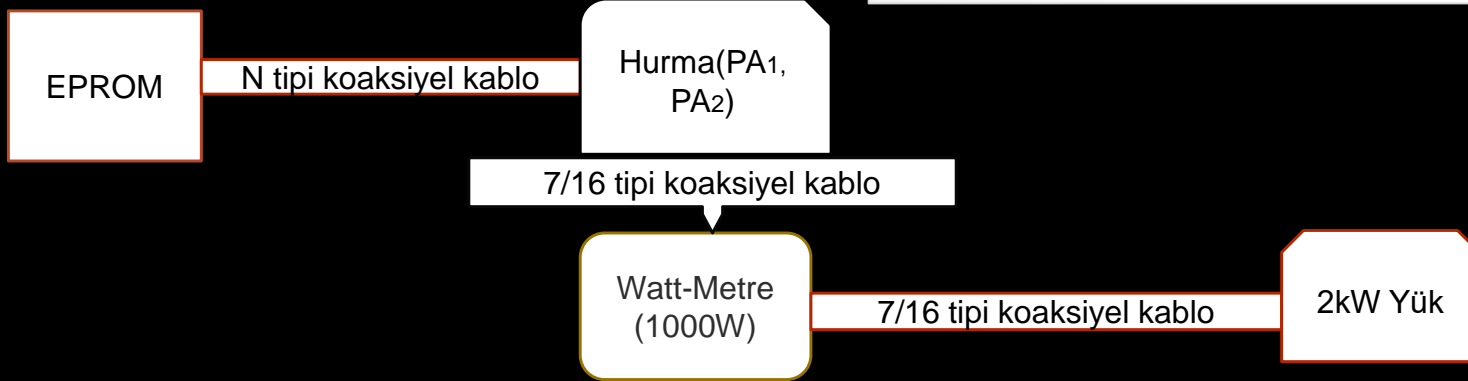 EPROM
N tipi koaksiyel kablo
Hurma(PA1,
PA2)
7/16 tipi koaksiyel kablo
Watt-Metre
(1000W)
7/16 tipi koaksiyel kablo
2kW Yük